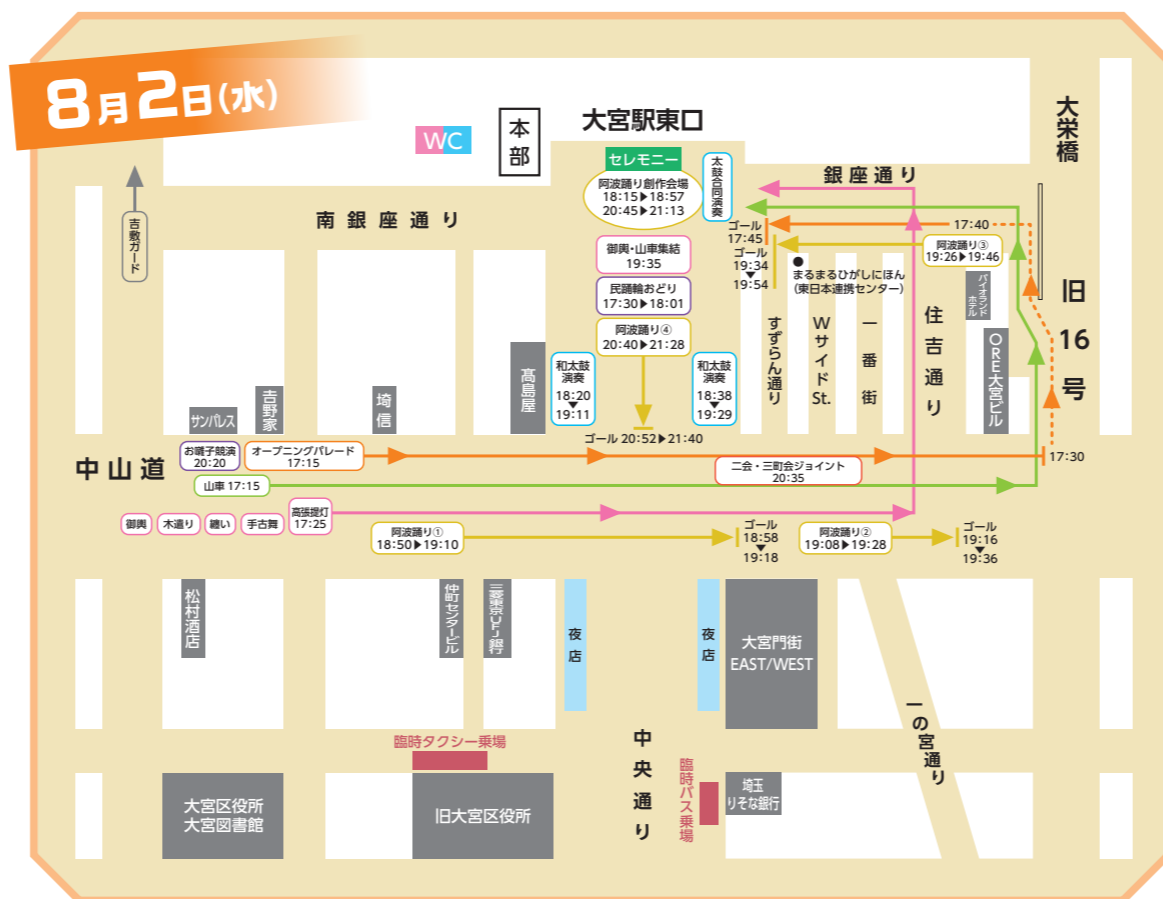 8月2日(水)
WC
本部
大宮駅東口
セレモニー
阿波踊り創作会場
18:15▶18:57
20:45▶21:13
太鼓合同演奏
大栄橋
銀座通り
南銀座通り
吉敷ガード
御輿・山車集結
19:35
民踊輪おどり
17:30▶18:01
阿波踊り④
20:40▶21:28
ゴール
17:45
17:40
ゴール
19:34
▼
19:54
阿波踊り③
19:26▶19:46
まるまるひがしにほん
(東日本連携センター)
パイオランドホテル
旧16号
すずらん通り
WサイドSt.
一番街
住吉通り
ORE大宮ビル
髙島屋
和太鼓演奏
18:20
▼
19:11
和太鼓演奏
18:38
▼
19:29
サンパレス
吉野家
埼信
ゴール 20:52▶21:40
中山道
お囃子競演
20:20
オープニングパレード
17:15
二会・三町会ジョイント
20:35
17:30
山車 17:15
御輿
木遣り
纏い
手古舞
高張提灯
17:25
阿波踊り①
18:50▶19:10
ゴール
18:58
▼
19:18
阿波踊り②
19:08▶19:28
ゴール
19:16
▼
19:36
松村酒店
仲町センタービル
三菱東京UFJ銀行
夜店
夜店
大宮門街
EAST/WEST
一の宮通り
臨時タクシー乗場
中央通り
臨時バス乗場
埼玉
りそな銀行
大宮区役所
大宮図書館
旧大宮区役所